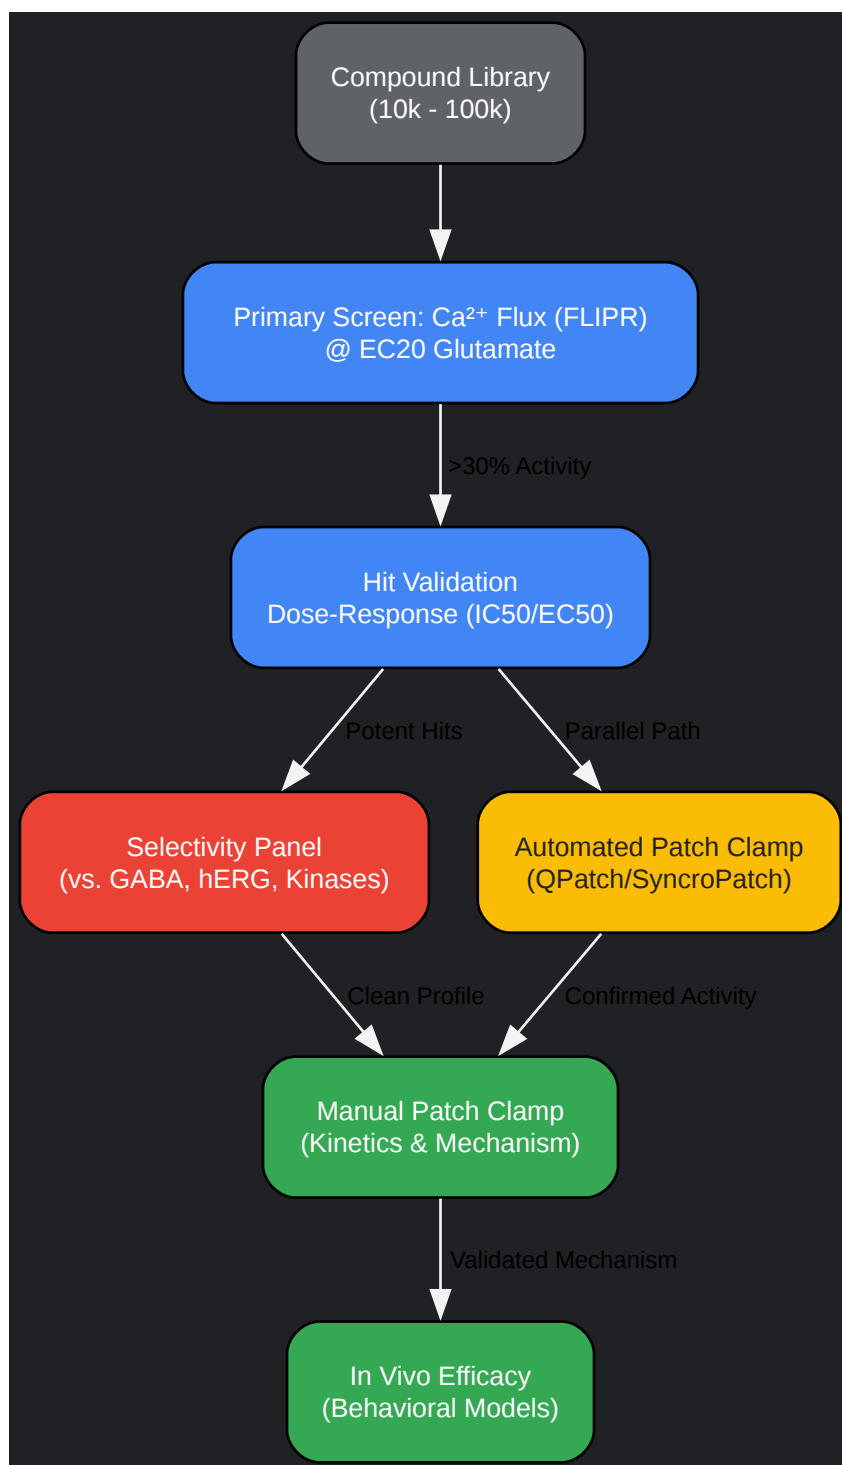 Compound Library
(10k - 100k)
Primary Screen: Ca²⁺ Flux (FLIPR)
@ EC20 Glutamate
>30% Activity
Hit Validation
Dose-Response (IC50/EC50)
Potent Hits
Parallel Path
Selectivity Panel
(vs. GABA, hERG, Kinases)
Automated Patch Clamp
(QPatch/SyncroPatch)
Clean Profile
Confirmed Activity
Manual Patch Clamp
(Kinetics & Mechanism)
Validated Mechanism
In Vivo Efficacy
(Behavioral Models)